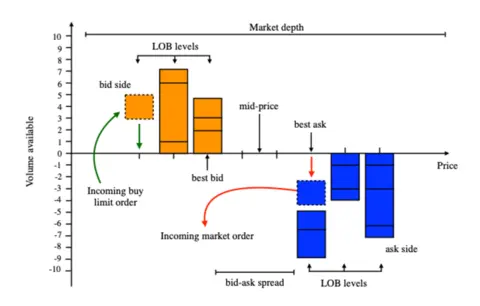 Market depth
10
9
8
7
6
5
4
3
2
1
0
-1
-2
-3
-4
-5
-6
-7
-8
-9
-10
Volume available
LOB levels
bid side
mid-price
best ask
Price
best bid
Incoming buy
limit order
Incoming market order
ask side
bid-ask spread
LOB levels